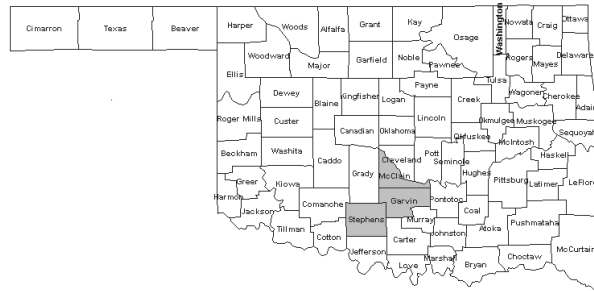 Cimarron Texas Beaver Harper Woods Alfalfa Grant Kay Osage Washington Nowata Craig Ottawa
Woodward Major Garfield Noble Pawnee Rogers Mayes Delaware
Ellis Tulsa
Dewey Blaine Kingfisher Logan Payne Creek Wagoner Cherokee Adair
Roger Mills Custer Canadian Oklahoma Lincoln Okmulgee Muskogee Sequoyah
Okfuskee McIntosh
Beckham Washita Caddo Grady Cleveland Pott Seminole Hughes Haskell
McClain Pittsburg Latimer LeFlore
Greer Kiowa
Harmon Jackson Comanche Garvin Pontotoc Coal
Tillman Stephens Murray Johnston Atoka Pushmataha
Cotton Carter McCurtain
Jefferson Love Marshall Bryan Choctaw